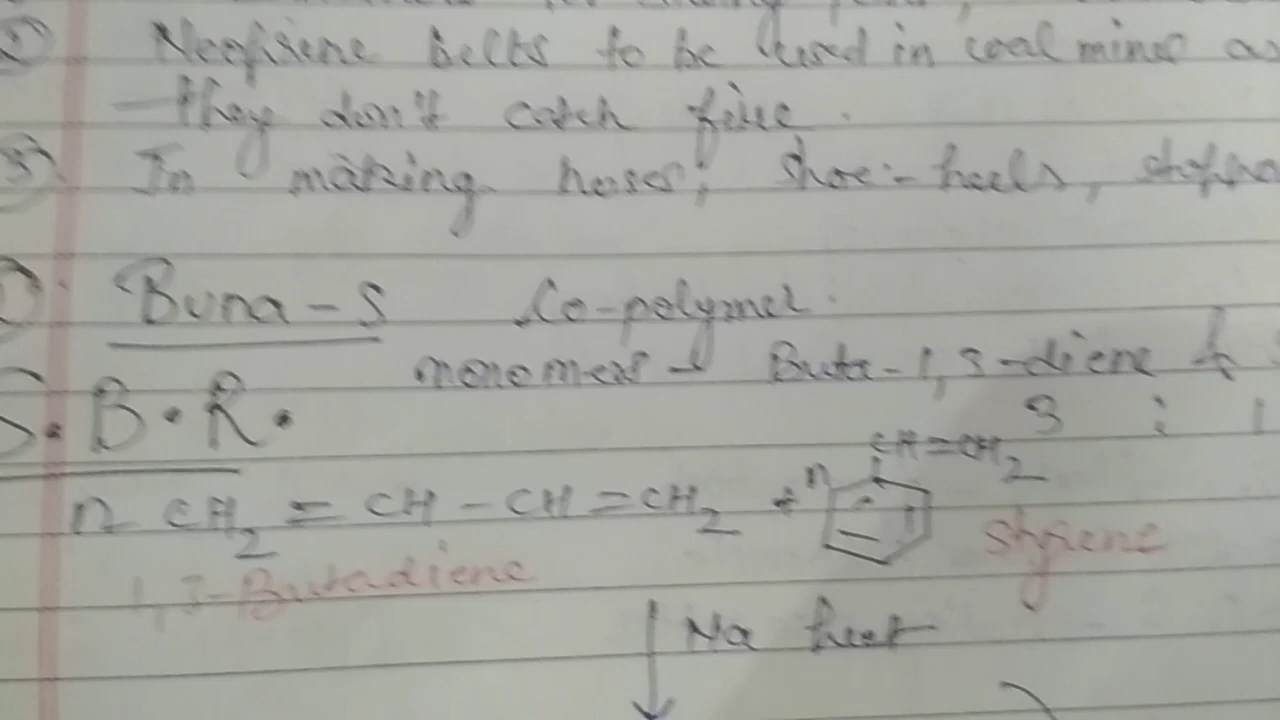 ② Neoprene Belts to be used in coal mines as
they don't catch fire.
③ In making hoses, shoe-heels,
Buna-S Co-polymer.
monomers → Buta-1,3-diene &
3 : 1
S.B.R.
CH=CH₂
n CH₂ = CH - CH = CH₂ + n
styrene
1,3-Butadiene
Na heat